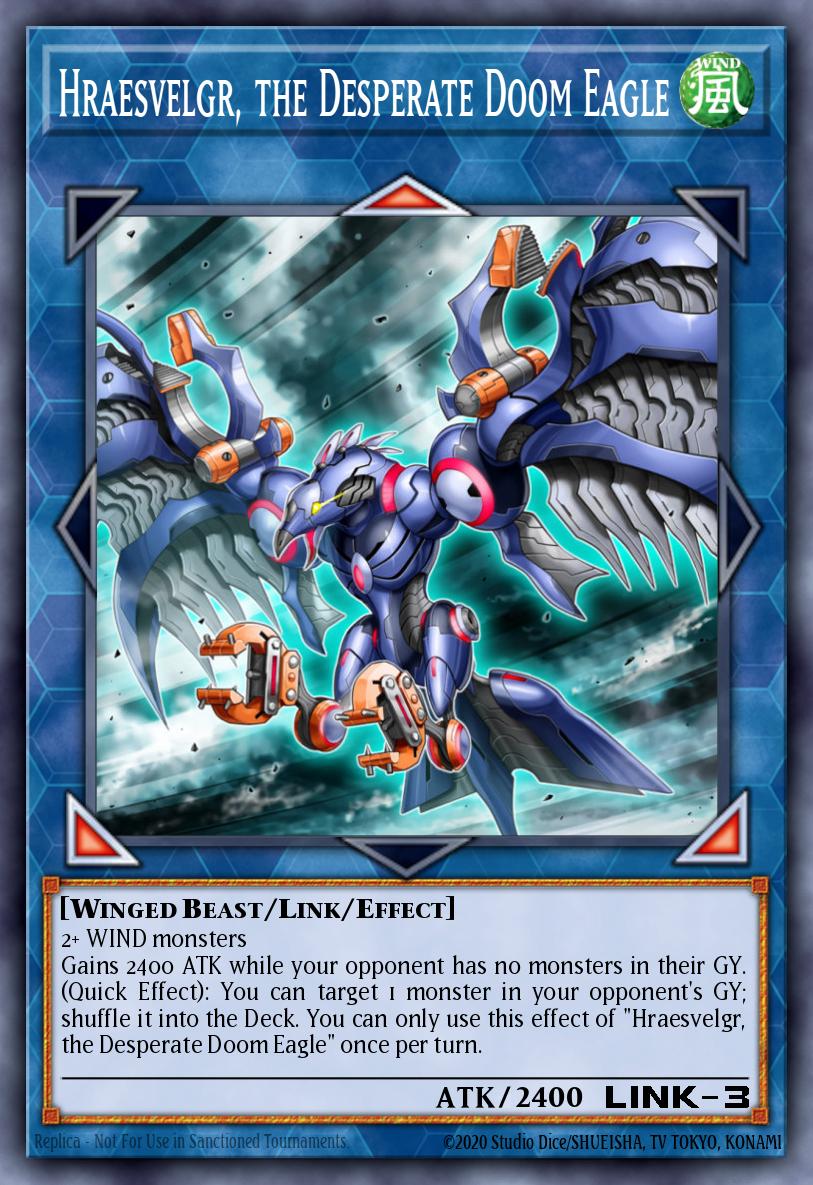 Hraesvelgr, the Desperate Doom Eagle
WIND
風
[Winged Beast/Link/Effect]
2+ WIND monsters
Gains 2400 ATK while your opponent has no monsters in their GY.
(Quick Effect): You can target 1 monster in your opponent's GY;
shuffle it into the Deck. You can only use this effect of "Hraesvelgr,
the Desperate Doom Eagle" once per turn.
ATK/2400 LINK-3
Replica - Not For Use in Sanctioned Tournaments.
©2020 Studio Dice/SHUEISHA, TV TOKYO, KONAMI